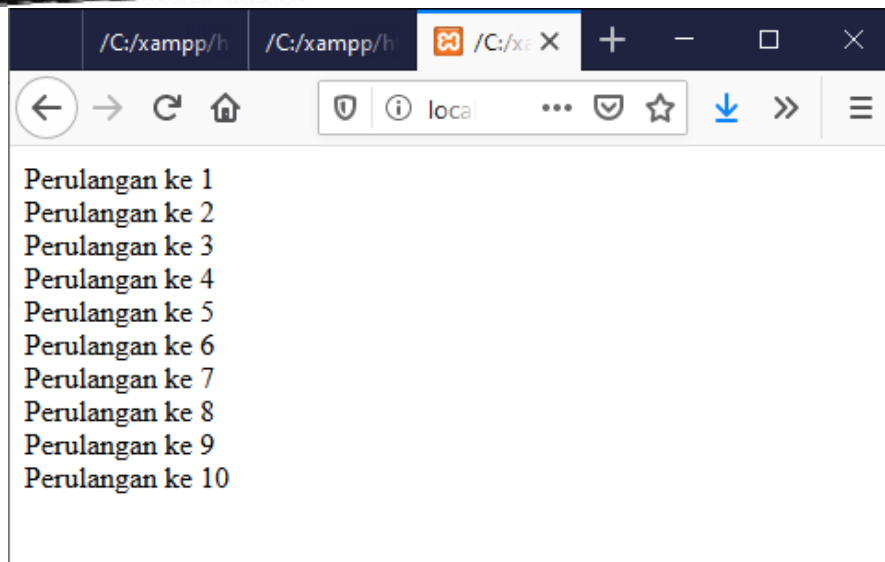 /C:/xampp/h /C:/xampp/h /C:/xa
local
Perulangan ke 1
Perulangan ke 2
Perulangan ke 3
Perulangan ke 4
Perulangan ke 5
Perulangan ke 6
Perulangan ke 7
Perulangan ke 8
Perulangan ke 9
Perulangan ke 10